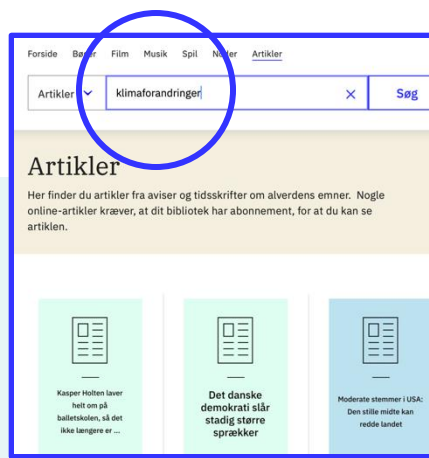 Forside Bøger Film Musik Spil Noder Artikler
Artikler klimaforandringer Søg
Artikler
Her finder du artikler fra aviser og tidsskrifter om alverdens emner. Nogle
online-artikler kræver, at dit bibliotek har abonnement, for at du kan se
artiklen.
Kasper Holten laver
helt om på
balletskolen, så det
ikke længere er ...
Det danske
demokrati slår
stadig større
sprækker
Moderate stemmer i USA:
Den stille midte kan
redde landet